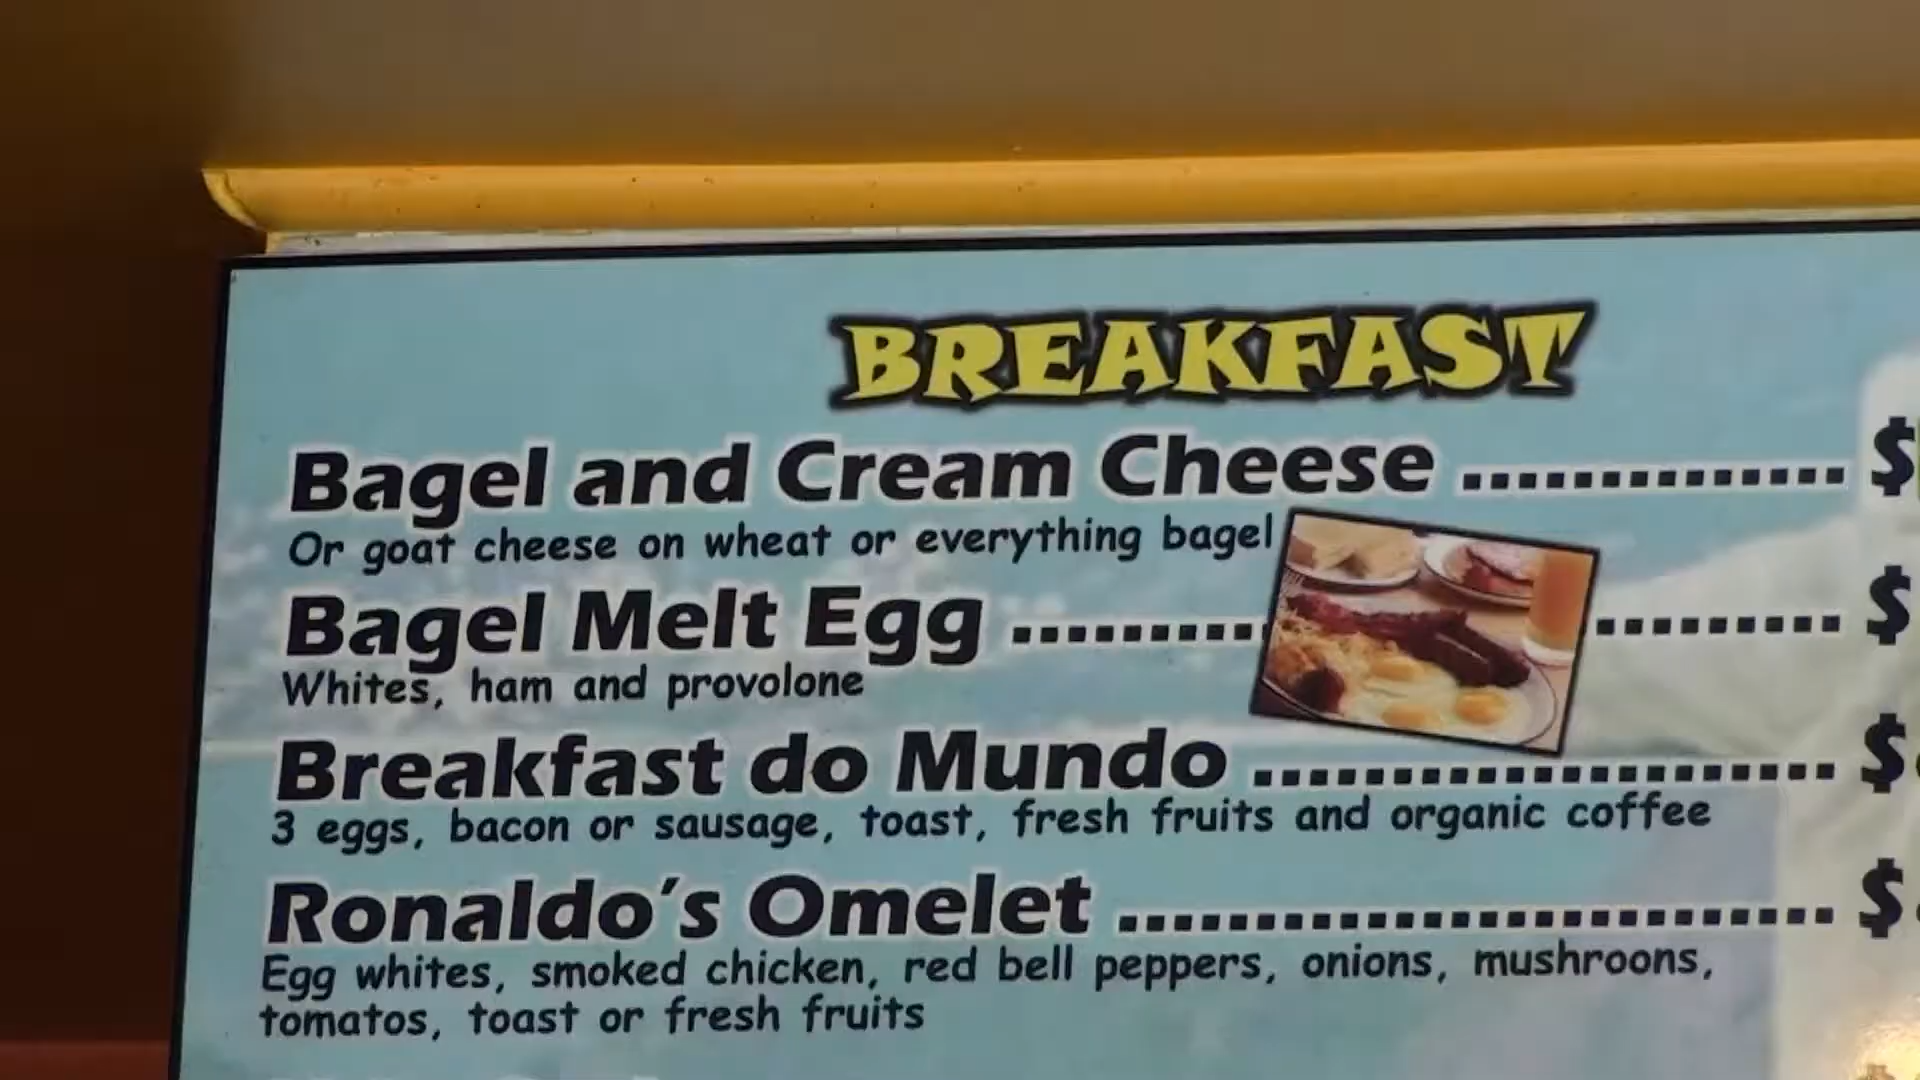 BREAKFAST
Bagel and Cream Cheese .............. $
Or goat cheese on wheat or everything bagel
Bagel Melt Egg ......... ......... $
Whites, ham and provolone
Breakfast do Mundo ...................... $
3 eggs, bacon or sausage, toast, fresh fruits and organic coffee
Ronaldo's Omelet ........................... $
Egg whites, smoked chicken, red bell peppers, onions, mushroons,
tomatos, toast or fresh fruits